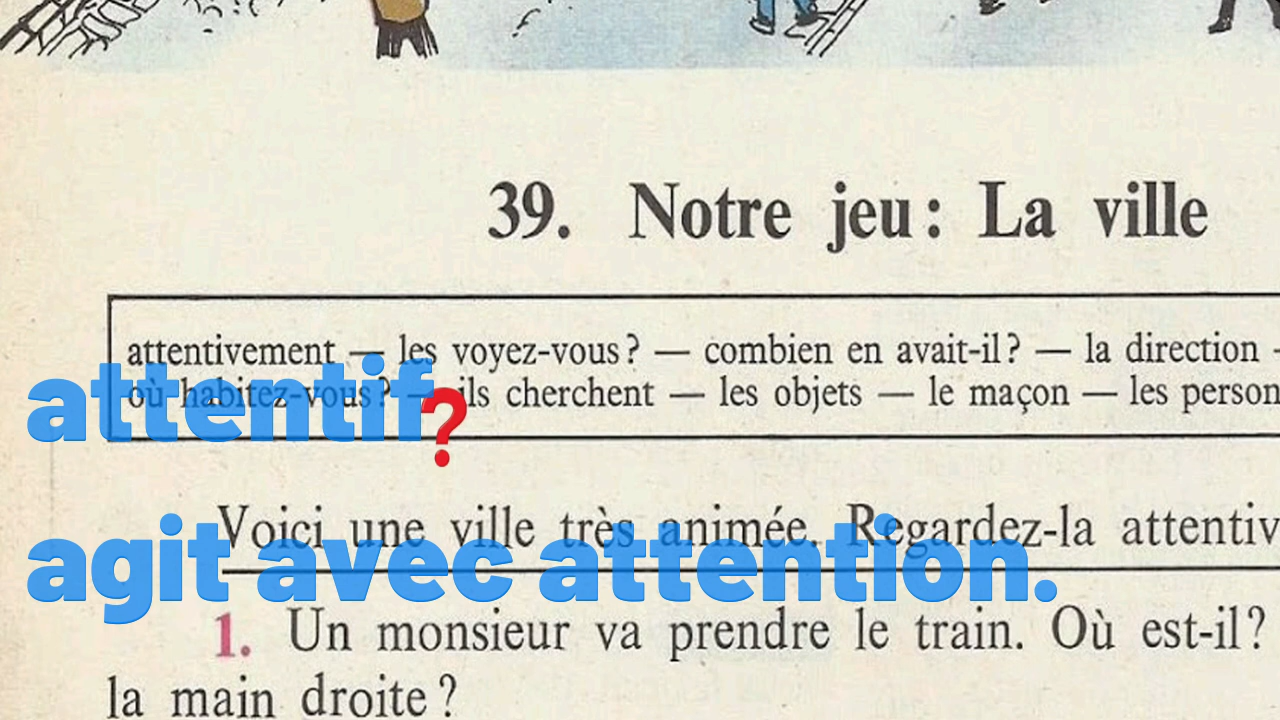 39. Notre jeu : La ville
attentivement — les voyez-vous ? — combien en avait-il ? — la direction -
où habitez-vous ? — ils cherchent — les objets — le maçon — les person
attentif?
Voici une ville très animée. Regardez-la attentiv
agit avec attention.
1. Un monsieur va prendre le train. Où est-il ?
la main droite ?